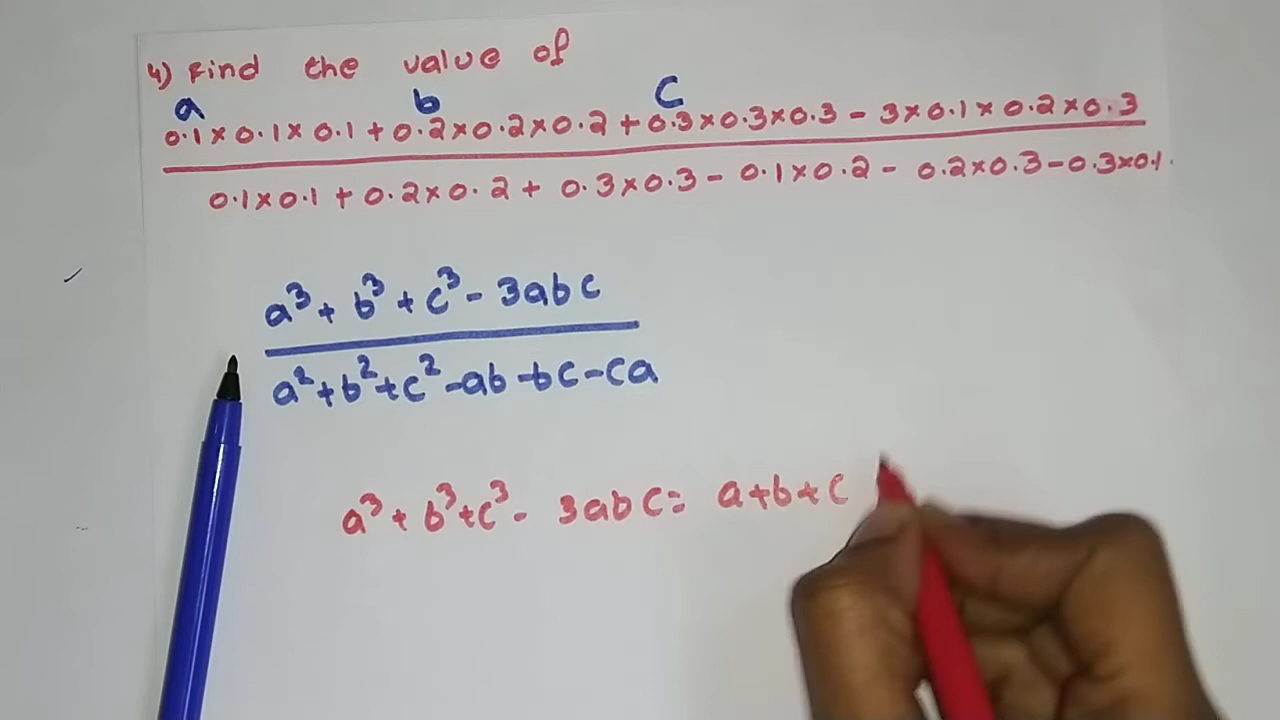 4) Find the value of
a b c
0.1×0.1×0.1+0.2×0.2×0.2+0.3×0.3×0.3-3×0.1×0.2×0.3
0.1×0.1+0.2×0.2+0.3×0.3-0.1×0.2-0.2×0.3-0.3×0.1.
a³+b³+c³-3abc
a²+b²+c²-ab-bc-ca
a³+b³+c³-3abc=a+b+c